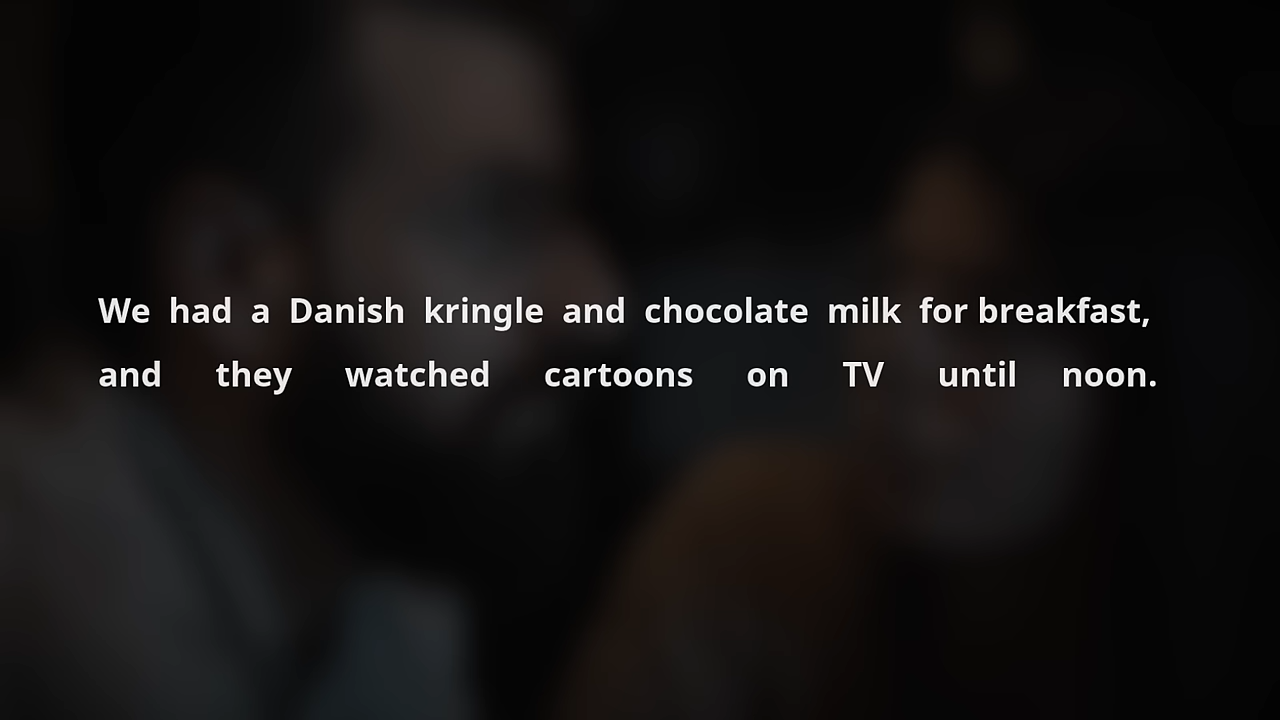 We had a Danish kringle and chocolate milk for breakfast,
and they watched cartoons on TV until noon.